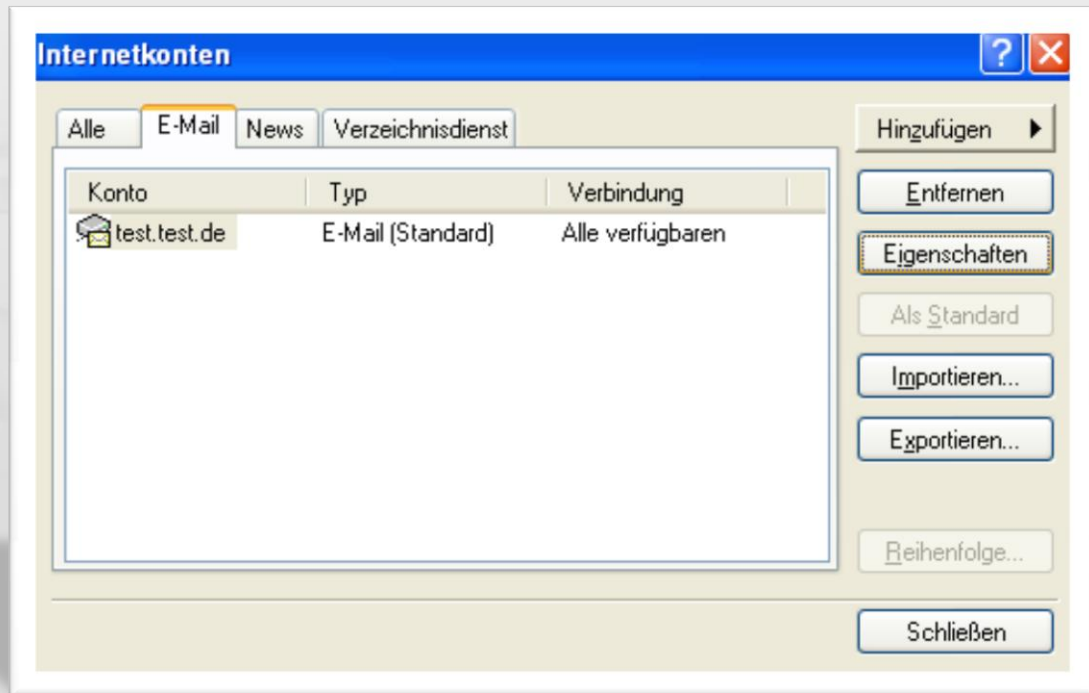 Internetkonten
Alle E-Mail News Verzeichnisdienst
Konto Typ Verbindung
test.test.de E-Mail (Standard) Alle verfügbaren
Hinzufügen
Entfernen
Eigenschaften
Als Standard
Importieren...
Exportieren...
Reihenfolge...
Schließen